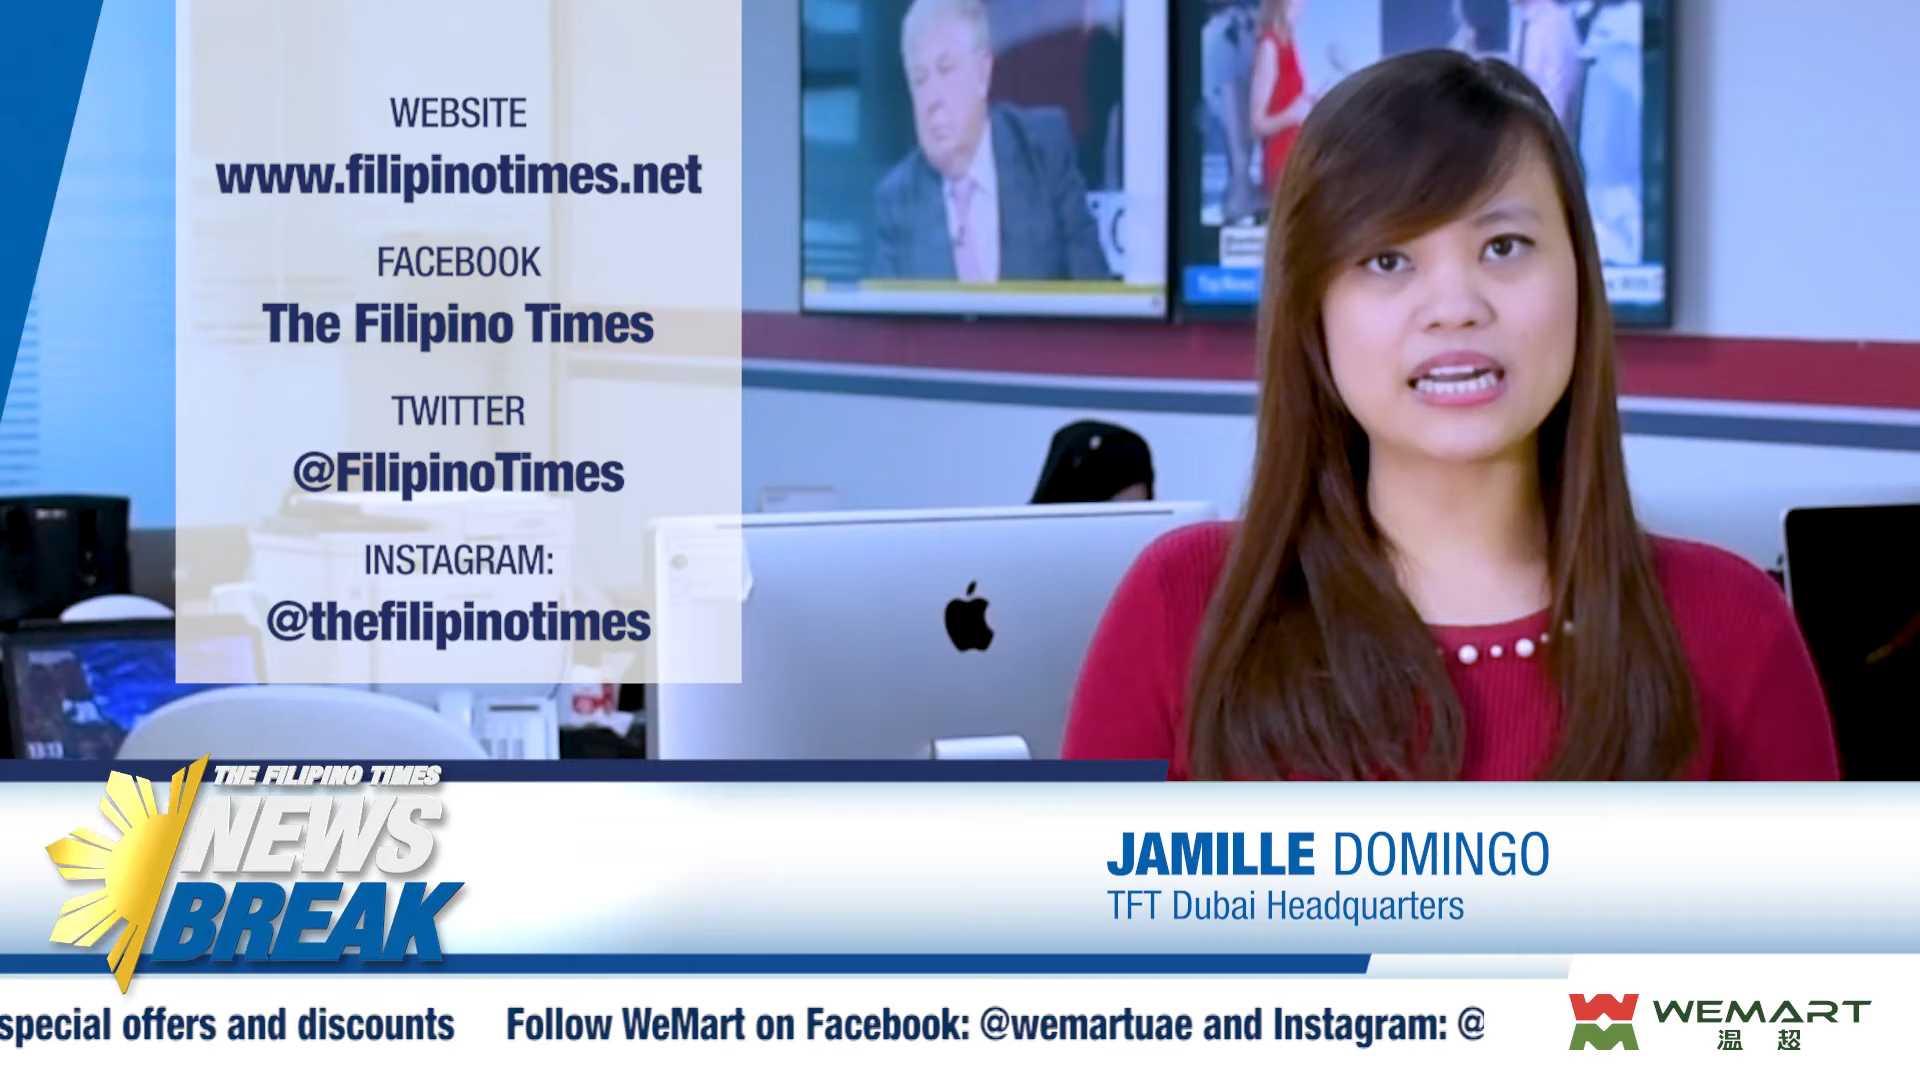 WEBSITE
www.filipinotimes.net
FACEBOOK
The Filipino Times
TWITTER
@FilipinoTimes
INSTAGRAM:
@thefilipinotimes
THE FILIPINO TIMES
NEWS
BREAK
JAMILLE DOMINGO
TFT Dubai Headquarters
special offers and discounts Follow WeMart on Facebook: @wemartuae and Instagram: @
WEMART
温 超